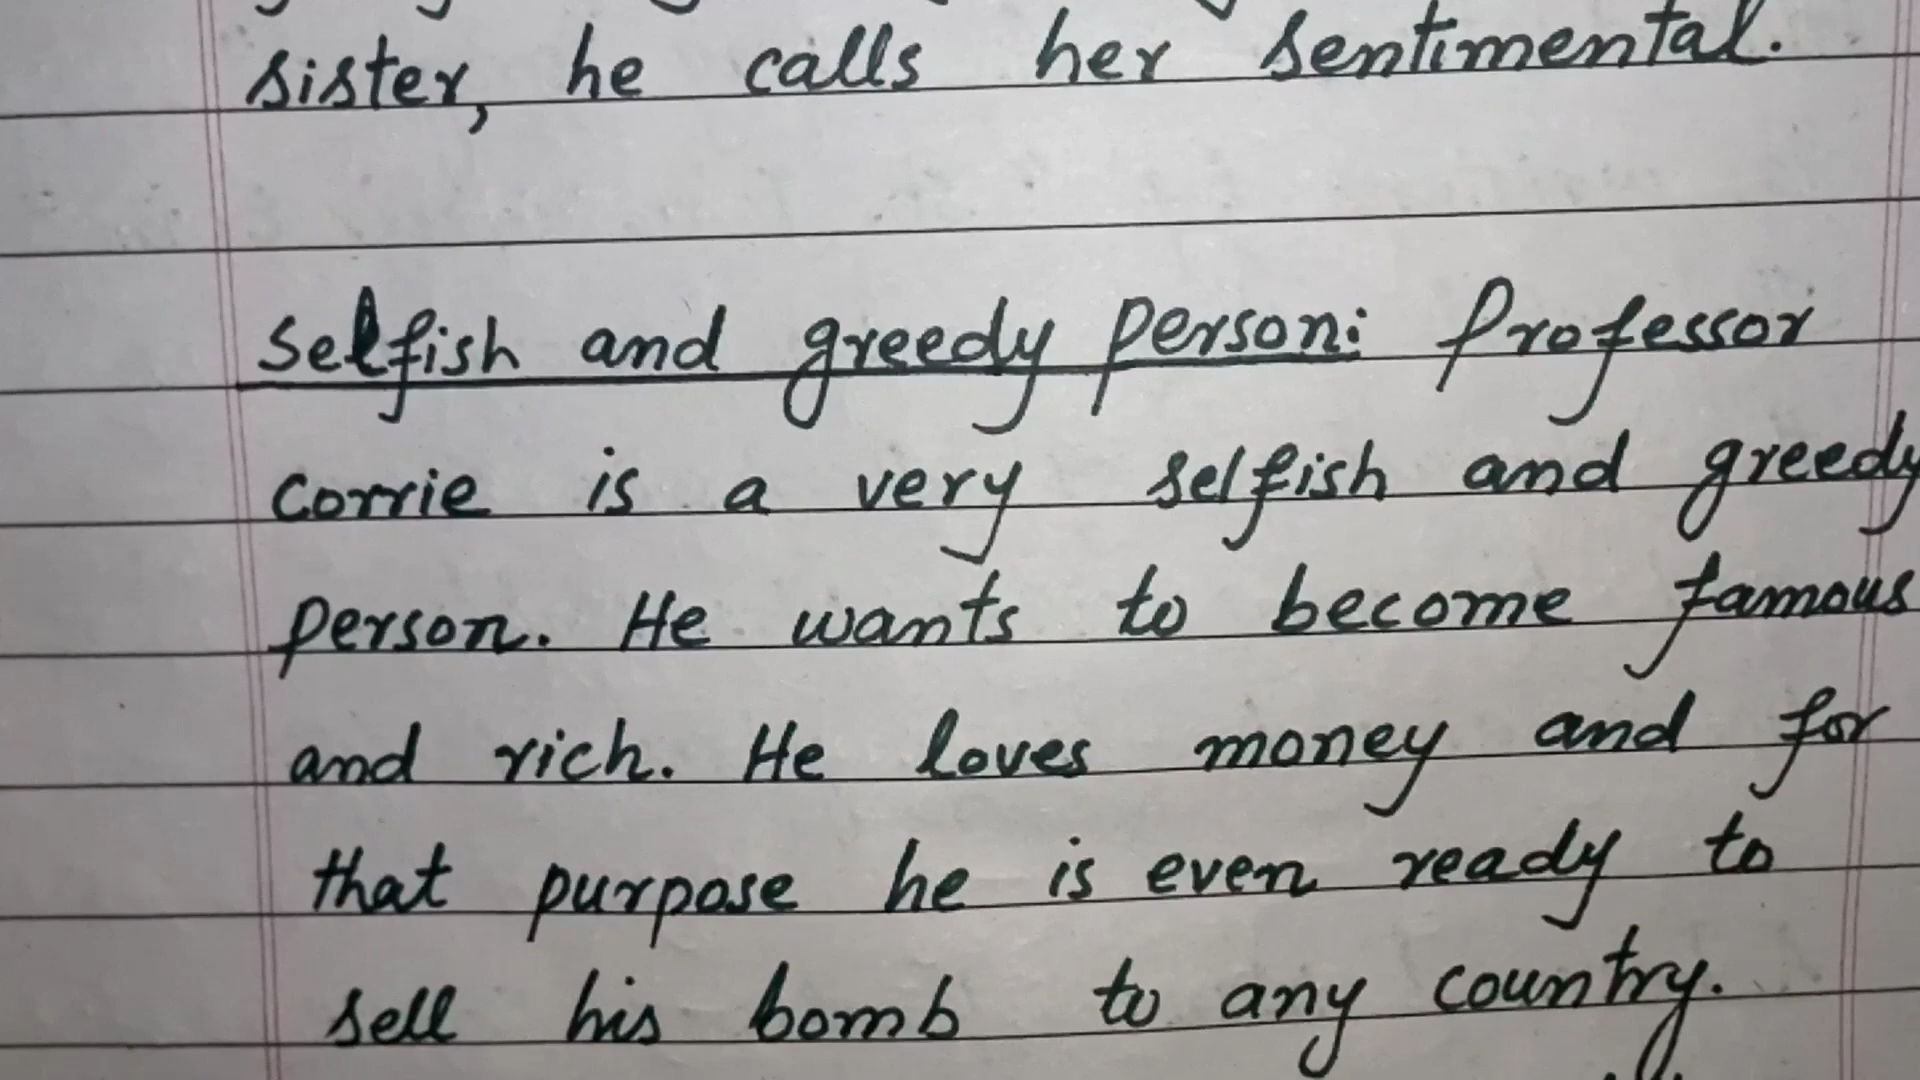 sister, he calls her sentimental.
Selfish and greedy person: Professor
Corrie is a very selfish and greedy
person. He wants to become famous
and rich. He loves money and for
that purpose he is even ready to
sell his bomb to any country.